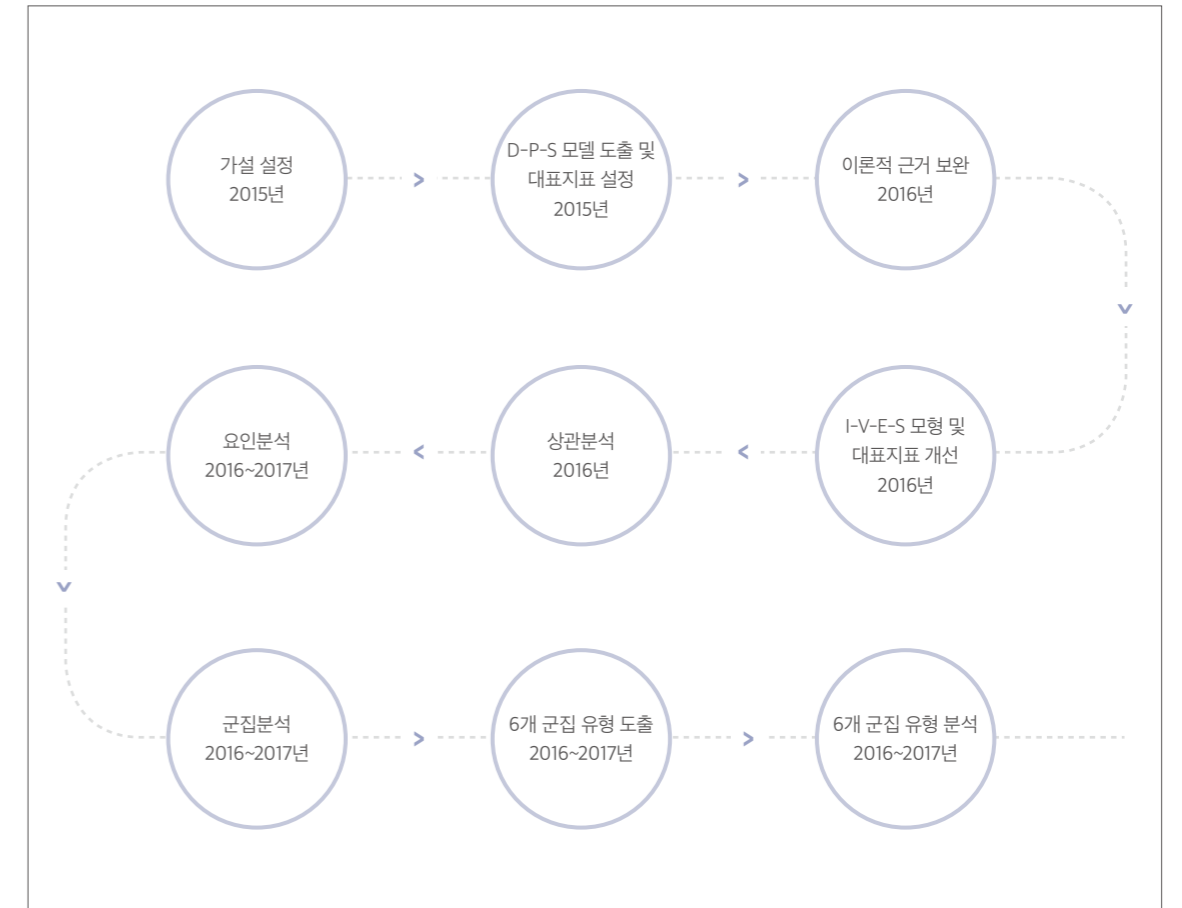 가설 설정
2015년
D-P-S 모델 도출 및
대표지표 설정
2015년
이론적 근거 보완
2016년
I-V-E-S 모형 및
대표지표 개선
2016년
상관분석
2016년
요인분석
2016~2017년
군집분석
2016~2017년
6개 군집 유형 도출
2016~2017년
6개 군집 유형 분석
2016~2017년